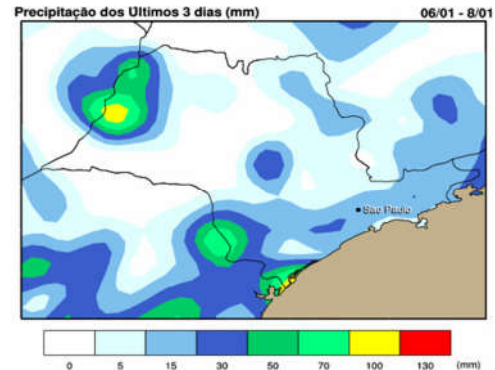 Precipitação dos Últimos 3 dias (mm) 06/01 - 8/01
São Paulo
0 5 15 30 50 70 100 130 (mm)